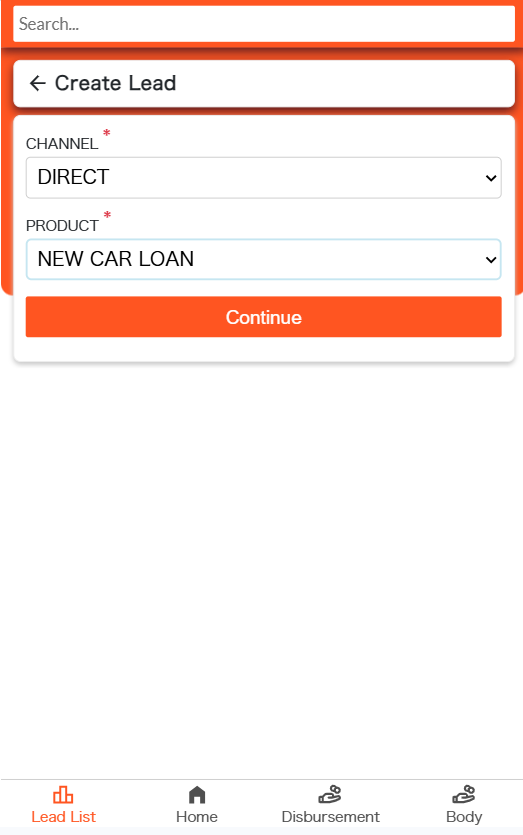 Search...
Create Lead
CHANNEL *
DIRECT
PRODUCT *
NEW CAR LOAN
Continue
Lead List Home Disbursement Body